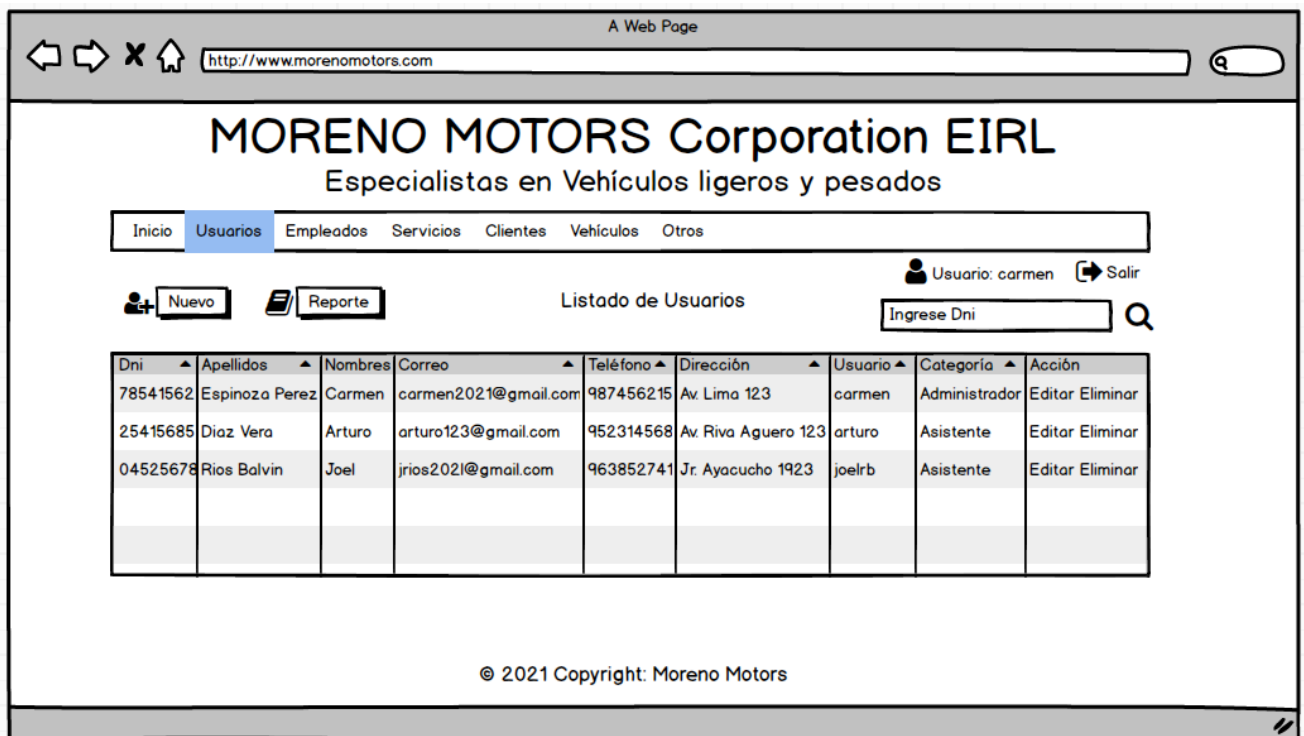 A Web Page
http://www.morenomotors.com
MORENO MOTORS Corporation EIRL
Especialistas en Vehículos ligeros y pesados
Inicio Usuarios Empleados Servicios Clientes Vehículos Otros
Usuario: carmen Salir
Nuevo Reporte Listado de Usuarios Ingrese Dni
Dni Apellidos Nombres Correo Teléfono Dirección Usuario Categoría Acción
78541562 Espinoza Perez Carmen carmen2021@gmail.com 987456215 Av. Lima 123 carmen Administrador Editar Eliminar
25415685 Diaz Vera Arturo arturo123@gmail.com 952314568 Av. Riva Aguero 123 arturo Asistente Editar Eliminar
04525678 Rios Balvin Joel jrios202l@gmail.com 963852741 Jr. Ayacucho 1923 joelrb Asistente Editar Eliminar
© 2021 Copyright: Moreno Motors